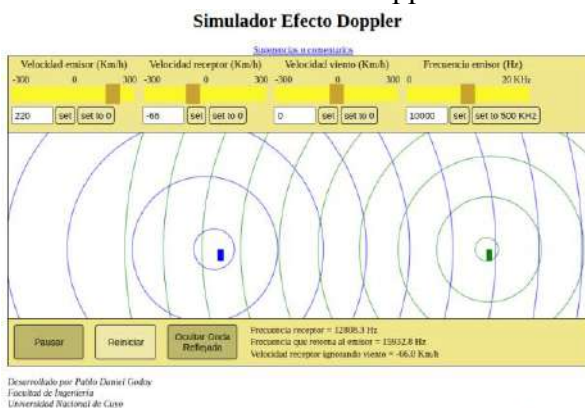 Simulador Efecto Doppler
Sugerencias o comentarios
Velocidad emisor (Km/h) Velocidad receptor (Km/h) Velocidad viento (Km/h) Frecuencia emisor (Hz)
-300 0 300 -300 0 300 -300 0 300 0 20 KHz
220 set set to 0 -66 set set to 0 0 set set to 0 10000 set set to 500 KHZ
Pausar Reiniciar Ocultar Onda Reflejada
Frecuencia receptor = 12808.3 Hz
Frecuencia que retorna al emisor = 15932.8 Hz
Velocidad receptor ignorando viento = -66.0 Km/h
Desarrollado por Pablo Daniel Godoy
Facultad de Ingeniería
Universidad Nacional de Cuyo